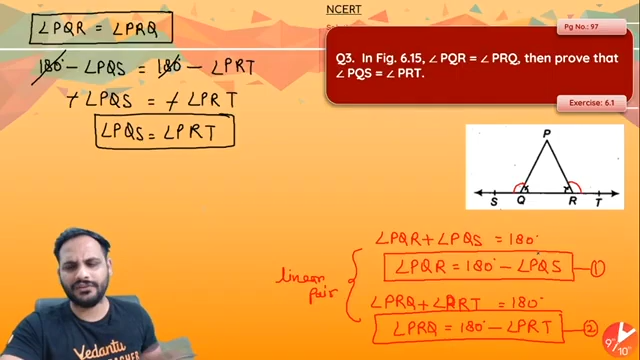 ∠PQR = ∠PRQ
180° − ∠PQS = 180° − ∠PRT
+ ∠PQS = + ∠PRT
∠PQS = ∠PRT
NCERT
Pg No.: 97
Q3. In Fig. 6.15, ∠PQR = ∠PRQ, then prove that
∠ PQS = ∠PRT.
Exercise: 6.1
P
S Q R T
∠PQR + ∠PQS = 180°
∠PQR = 180° − ∠PQS ①
linear
pair
∠PRQ + ∠PRT = 180°
∠PRQ = 180° − ∠PRT ②
Vedantu
9 10